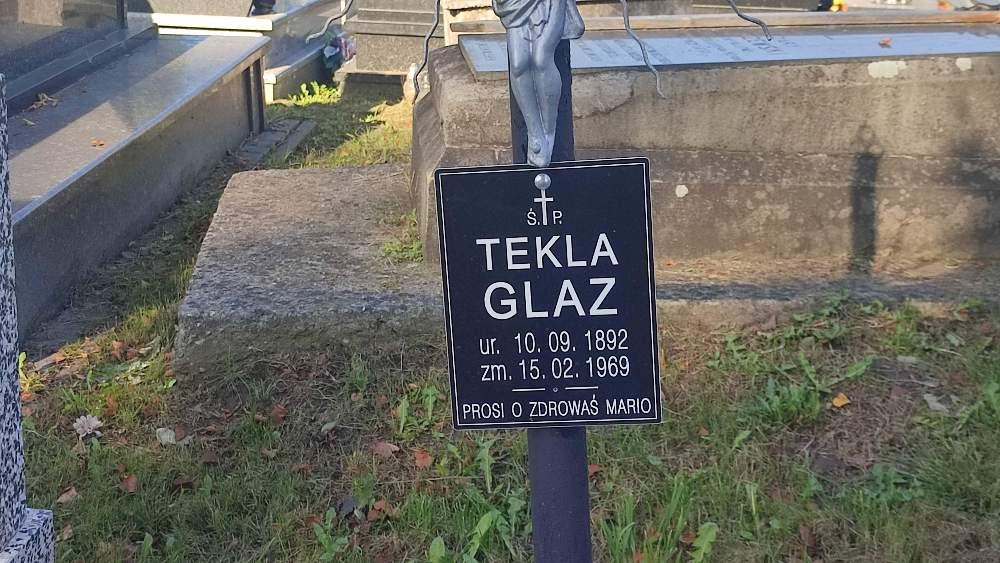 Ś. P.
TEKLA
GLAZ
ur. 10. 09. 1892
zm. 15. 02. 1969
PROSI O ZDROWAŚ MARIO